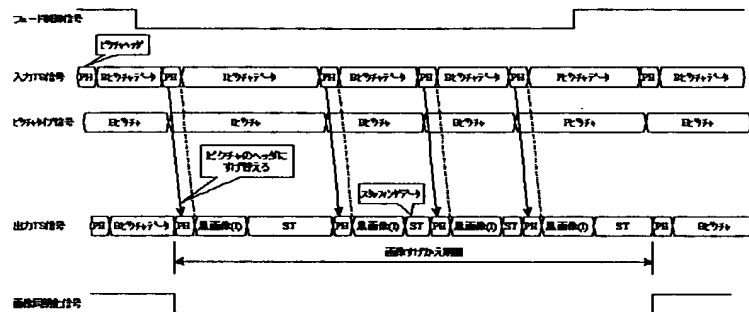 フェード制御信号
ピクチャヘッダ
入力TS信号 PH Bピクチャデータ PH Iピクチャデータ PH Bピクチャデータ PH Bピクチャデータ PH Pピクチャデータ PH Bピクチャデータ
ピクチャタイプ信号 Bピクチャ Iピクチャ Bピクチャ Bピクチャ Pピクチャ Bピクチャ
Iピクチャのヘッダに
すげ替える
スタッフィングデータ
出力TS信号 PH Bピクチャデータ PH 黒画像(I) ST PH 黒画像(I) ST PH 黒画像(I) ST PH 黒画像(I) ST PH Bピクチャ
画像すげかえ期間